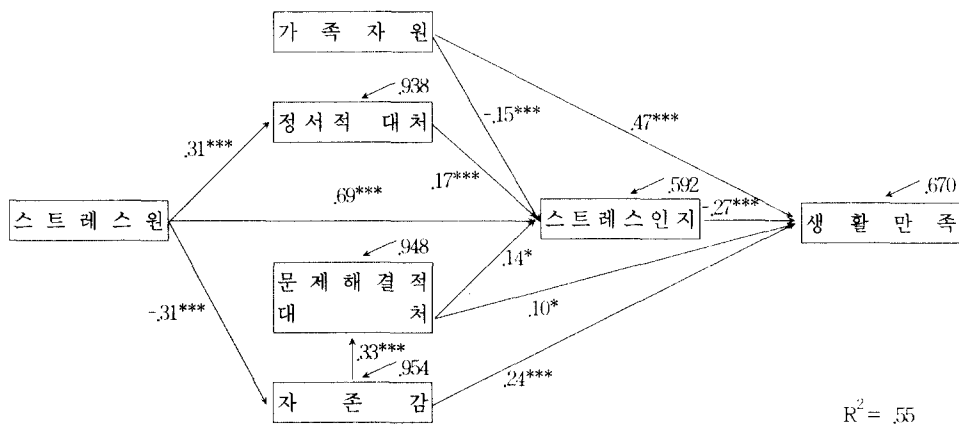 가 족 자 원
.938
정서적 대처
-.15***
.47***
.31***
.17***
.69***
.592
.670
스트레스원
스트레스인지
-.27***
생활만족
.948
.14*
문제해결적
대 처
.10*
-.31***
.33***
.954
.24***
자 존 감
R² = .55